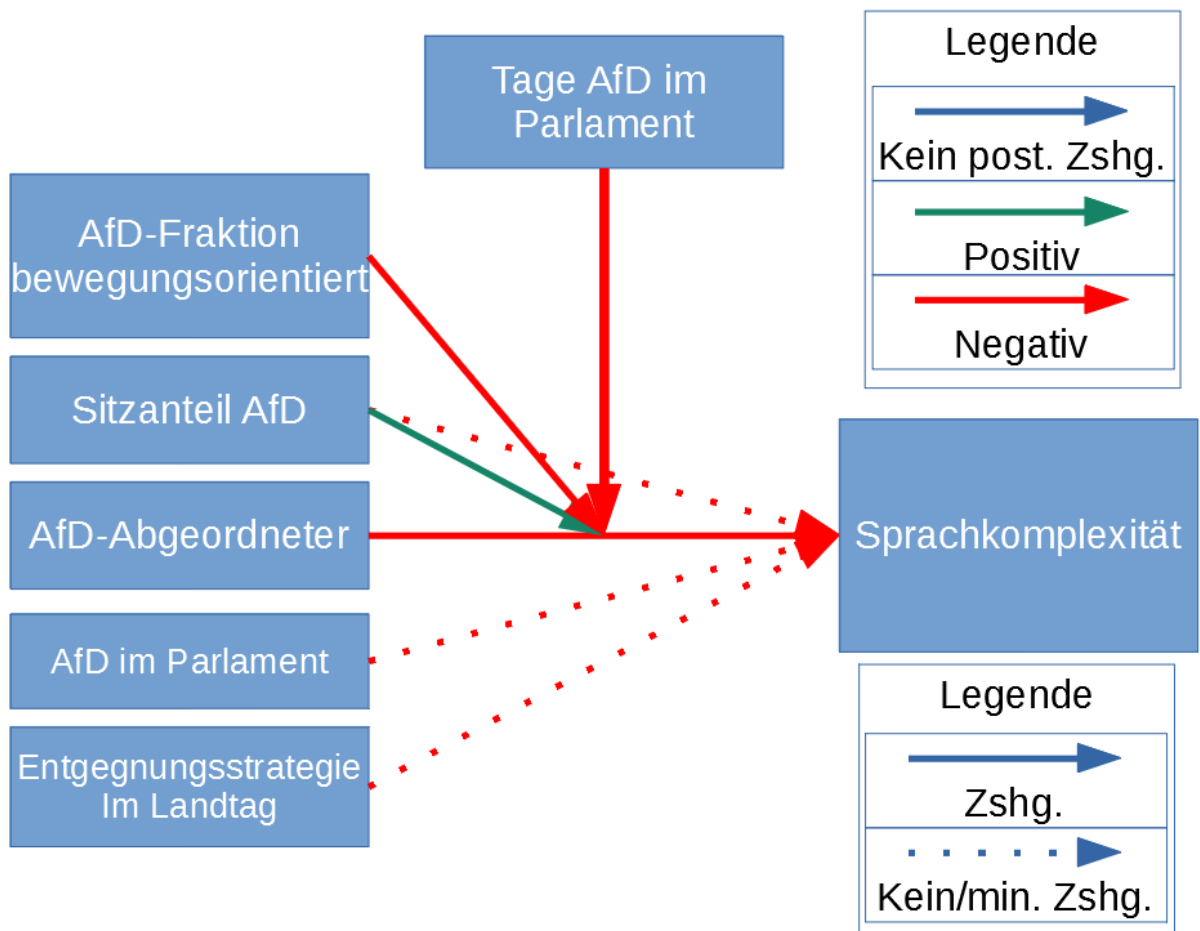 Tage AfD im
Parlament
AfD-Fraktion
bewegungsorientiert
Sitzanteil AfD
AfD-Abgeordneter
AfD im Parlament
Entgegnungsstrategie
Im Landtag
Legende
Kein post. Zshg.
Positiv
Negativ
Sprachkomplexität
Legende
Zshg.
Kein/min. Zshg.